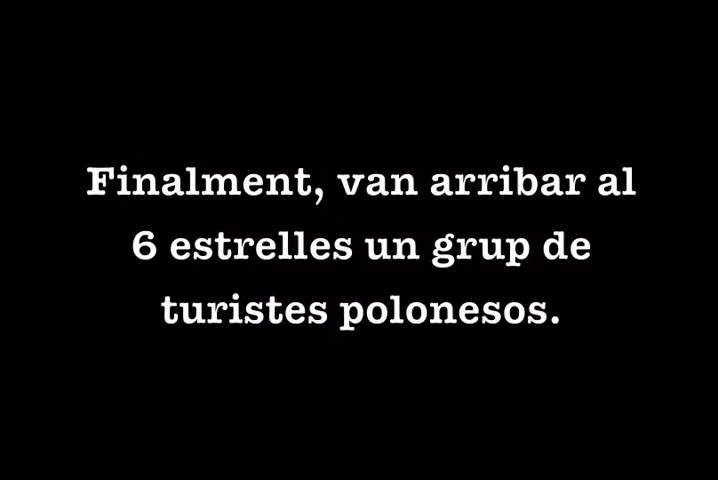 Finalment, van arribar al
6 estrelles un grup de
turistes polonesos.